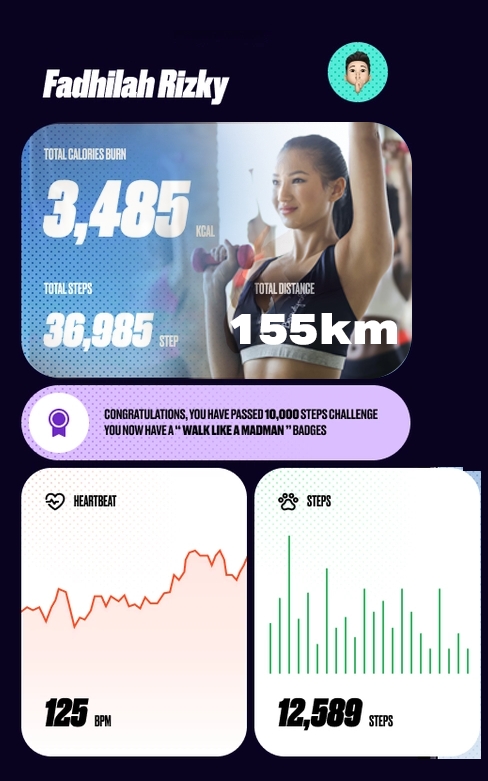 Fadhilah Rizky
TOTAL CALORIES BURN
3,485 KCAL
TOTAL STEPS
36,985 STEP
TOTAL DISTANCE
155km
CONGRATULATIONS, YOU HAVE PASSED 10,000 STEPS CHALLENGE
YOU NOW HAVE A “ WALK LIKE A MADMAN ” BADGES
HEARTBEAT
125 BPM
STEPS
12,589 STEPS